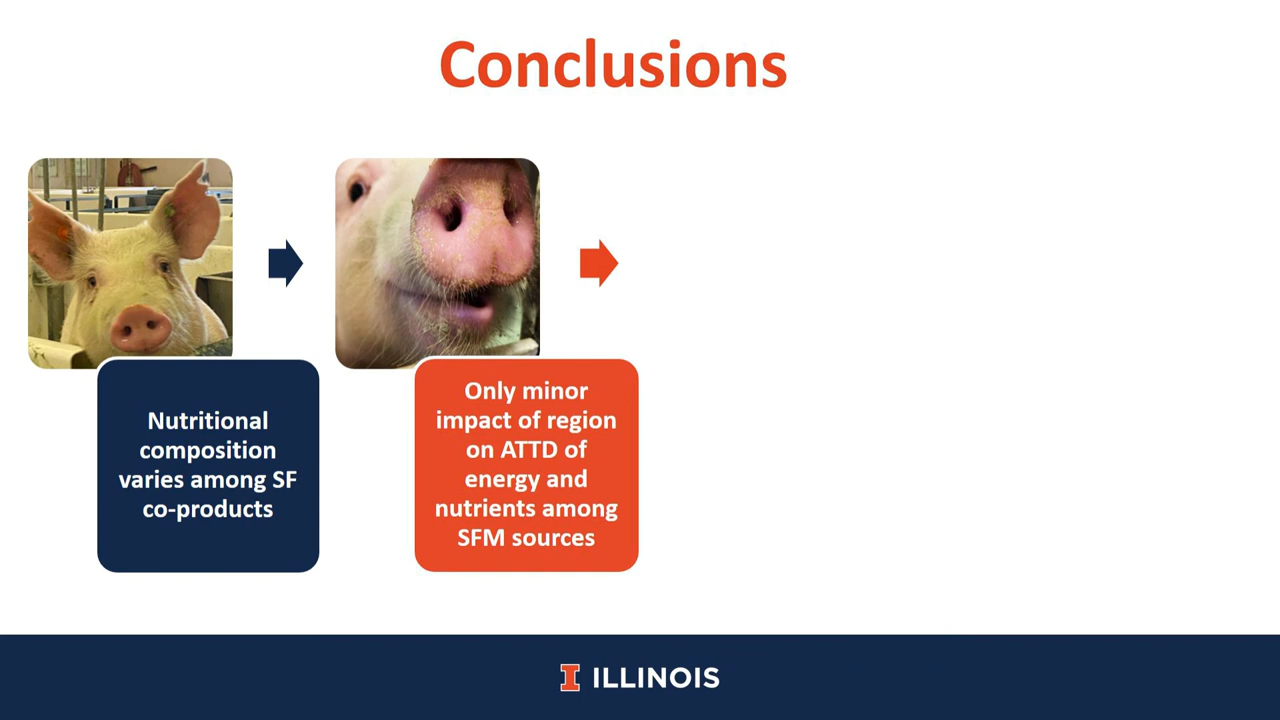 Conclusions
Nutritional
composition
varies among SF
co-products
Only minor
impact of region
on ATTD of
energy and
nutrients among
SFM sources
I ILLINOIS